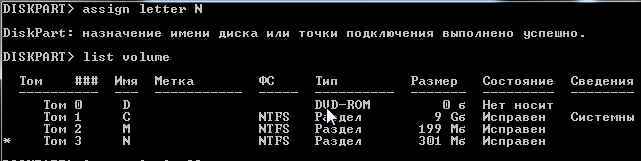 DISKPART> assign letter N
DiskPart: назначение имени диска или точки подключения выполнено успешно.
DISKPART> list volume
Том ### Имя Метка ФС Тип Размер Состояние Сведения
Том 0 D DVD-ROM 0 б Нет носит
Том 1 C NTFS Раздел 9 Gб Исправен Системны
Том 2 M NTFS Раздел 199 Мб Исправен
* Том 3 N NTFS Раздел 301 Мб Исправен